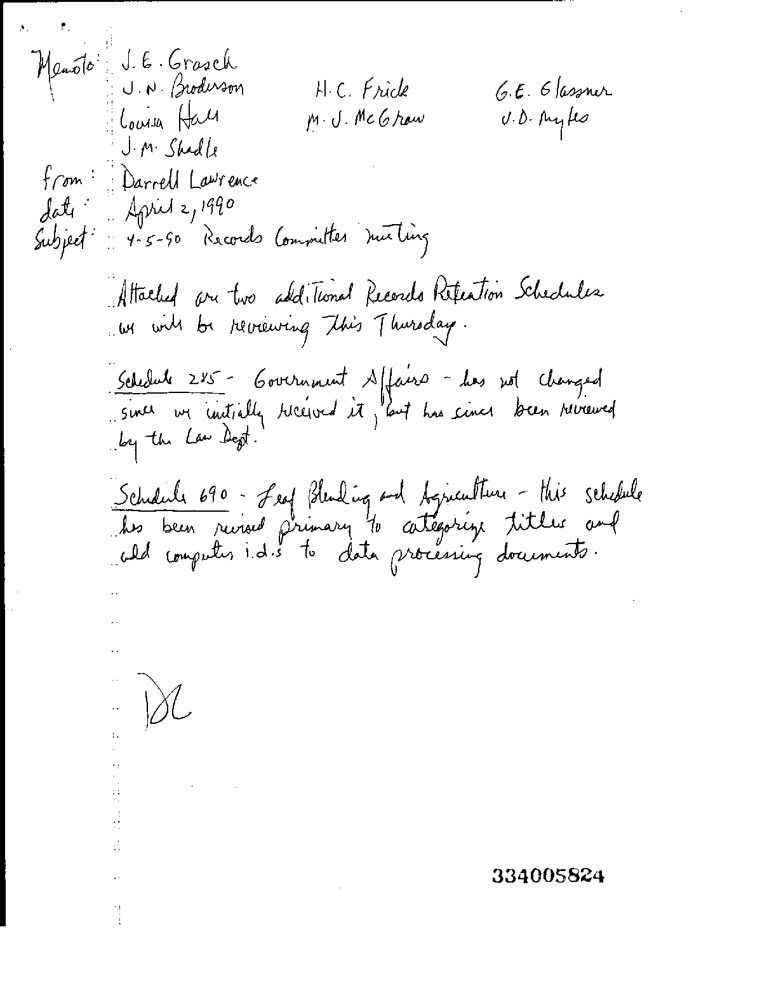 Memo to: J. E. Grasch
J. N. Broderson H. C. Frick G. E. Glassner
Louisa Hall M. J. McGraw J. D. Myles
J. M. Shadle
from: Darrell Lawrence
date: April 2, 1990
Subject: 4-5-90 Records Committee meeting
Attached are two additional Records Retention Schedules
we will be reviewing this Thursday.
Schedule 285 - Government Affairs - has not changed
since we initially received it, but has since been reviewed
by the Law Dept.
Schedule 690 - Leaf Blending and Agriculture - this schedule
has been revised primary to categorize titles and
add computer i.d.s to data processing documents.
DL
334005824